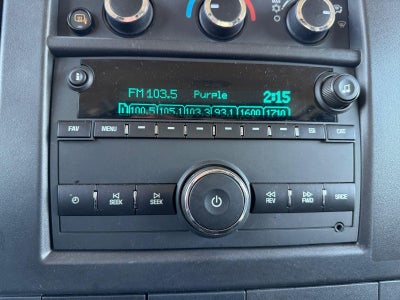 FM 103.5 Purple 2:15
1 100.5 105.1 103.3 93.1 1600 1710
FAV MENU CAT
SEEK SEEK REV FWD SRCE